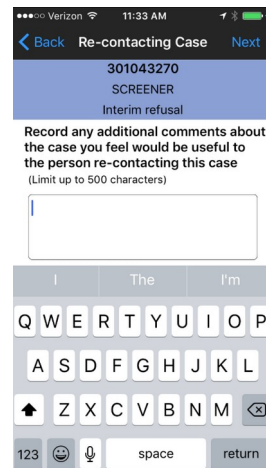 Verizon 11:33 AM
Back Re-contacting Case Next
301043270
SCREENER
Interim refusal
Record any additional comments about
the case you feel would be useful to
the person re-contacting this case
(Limit up to 500 characters)
I The I'm
Q W E R T Y U I O P
A S D F G H J K L
Z X C V B N M
123 space return